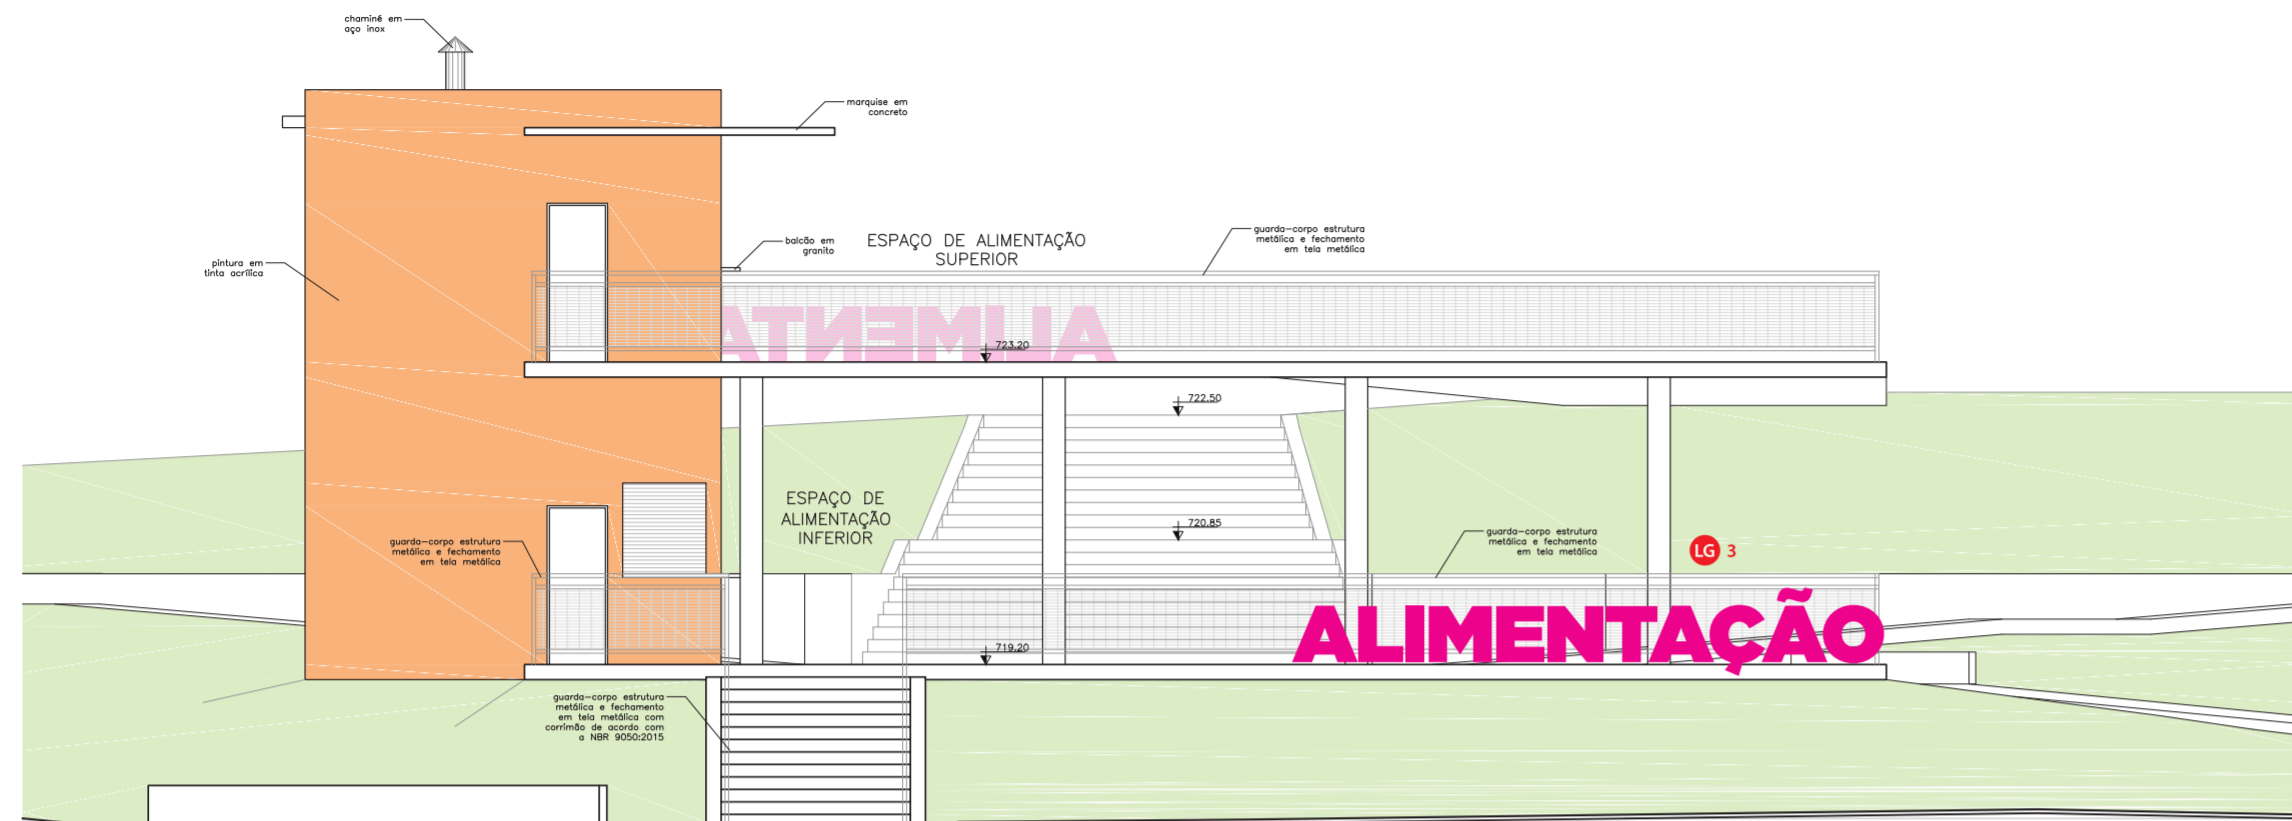 chaminé em
aço inox
marquise em
concreto
pintura em
tinta acrílica
balcão em
granito
ESPAÇO DE ALIMENTAÇÃO
SUPERIOR
guarda-corpo estrutura
metálica e fechamento
em tela metálica
ALIMENTA
723,20
722,50
ESPAÇO DE
ALIMENTAÇÃO
INFERIOR
720,85
guarda-corpo estrutura
metálica e fechamento
em tela metálica
guarda-corpo estrutura
metálica e fechamento
em tela metálica
LG 3
ALIMENTAÇÃO
719,20
guarda-corpo estrutura
metálica e fechamento
em tela metálica com
corrimão de acordo com
a NBR 9050:2015